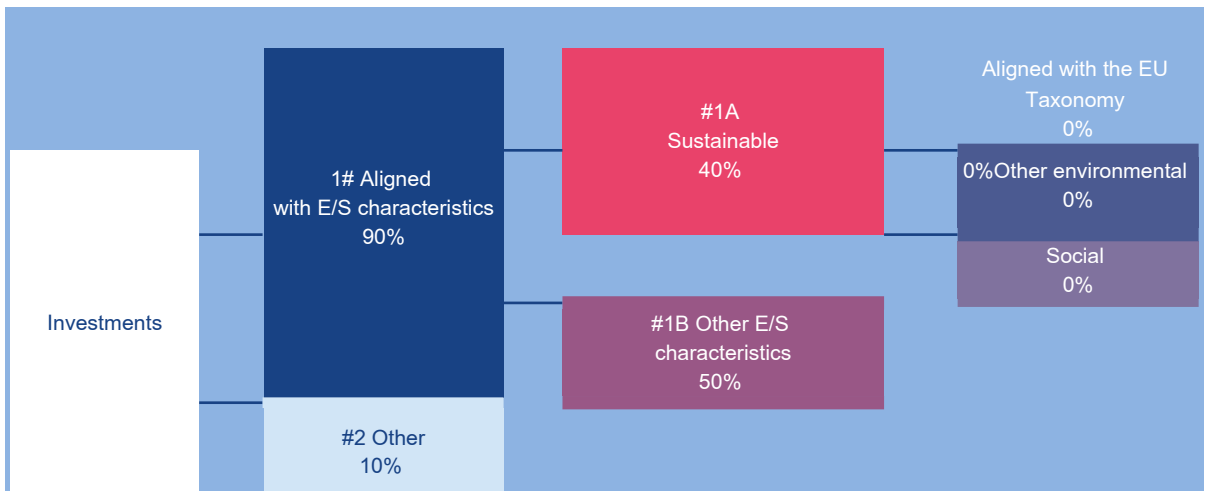 Investments
1# Aligned
with E/S characteristics
90%
#2 Other
10%
#1A
Sustainable
40%
#1B Other E/S
characteristics
50%
Aligned with the EU
Taxonomy
0%
0%Other environmental
0%
Social
0%